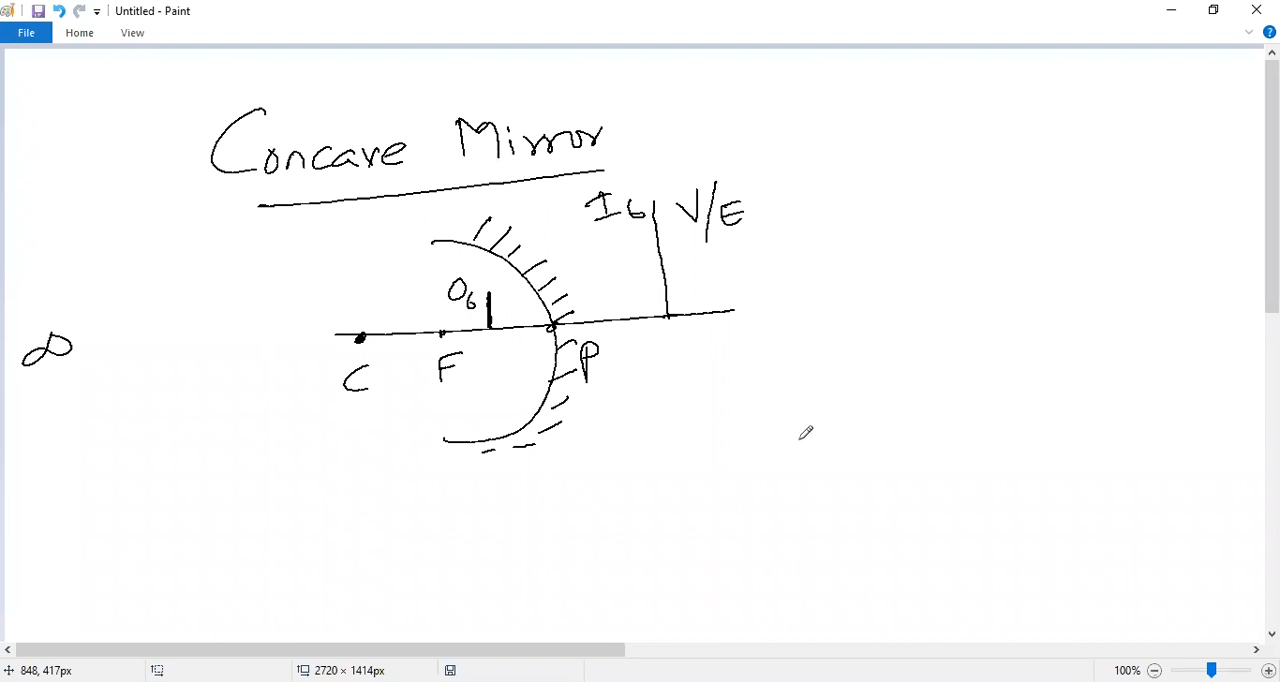 Untitled - Paint
File Home View
Concave Mirror
I6 V/E
O6
∞
C F P
848, 417px
2720 × 1414px
100%